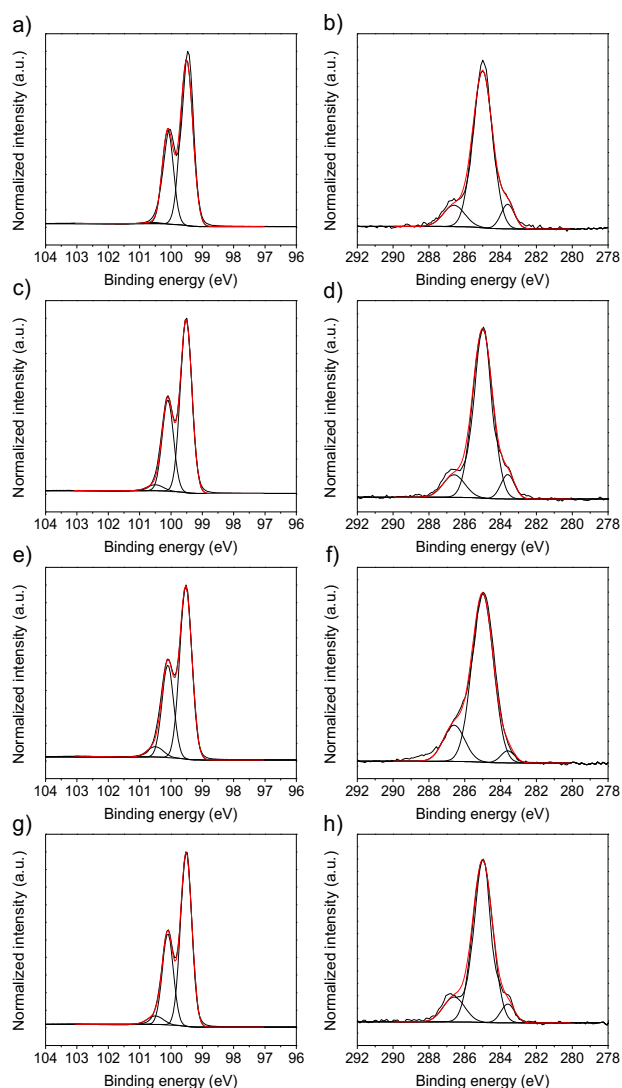 a)
b)
Normalized intensity (a.u.)
Normalized intensity (a.u.)
104 103 102 101 100 99 98 97 96
292 290 288 286 284 282 280 278
Binding energy (eV)
Binding energy (eV)
c)
d)
Normalized intensity (a.u.)
Normalized intensity (a.u.)
104 103 102 101 100 99 98 97 96
292 290 288 286 284 282 280 278
Binding energy (eV)
Binding energy (eV)
e)
f)
Normalized intensity (a.u.)
Normalized intensity (a.u.)
104 103 102 101 100 99 98 97 96
292 290 288 286 284 282 280 278
Binding energy (eV)
Binding energy (eV)
g)
h)
Normalized intensity (a.u.)
Normalized intensity (a.u.)
104 103 102 101 100 99 98 97 96
292 290 288 286 284 282 280 278
Binding energy (eV)
Binding energy (eV)